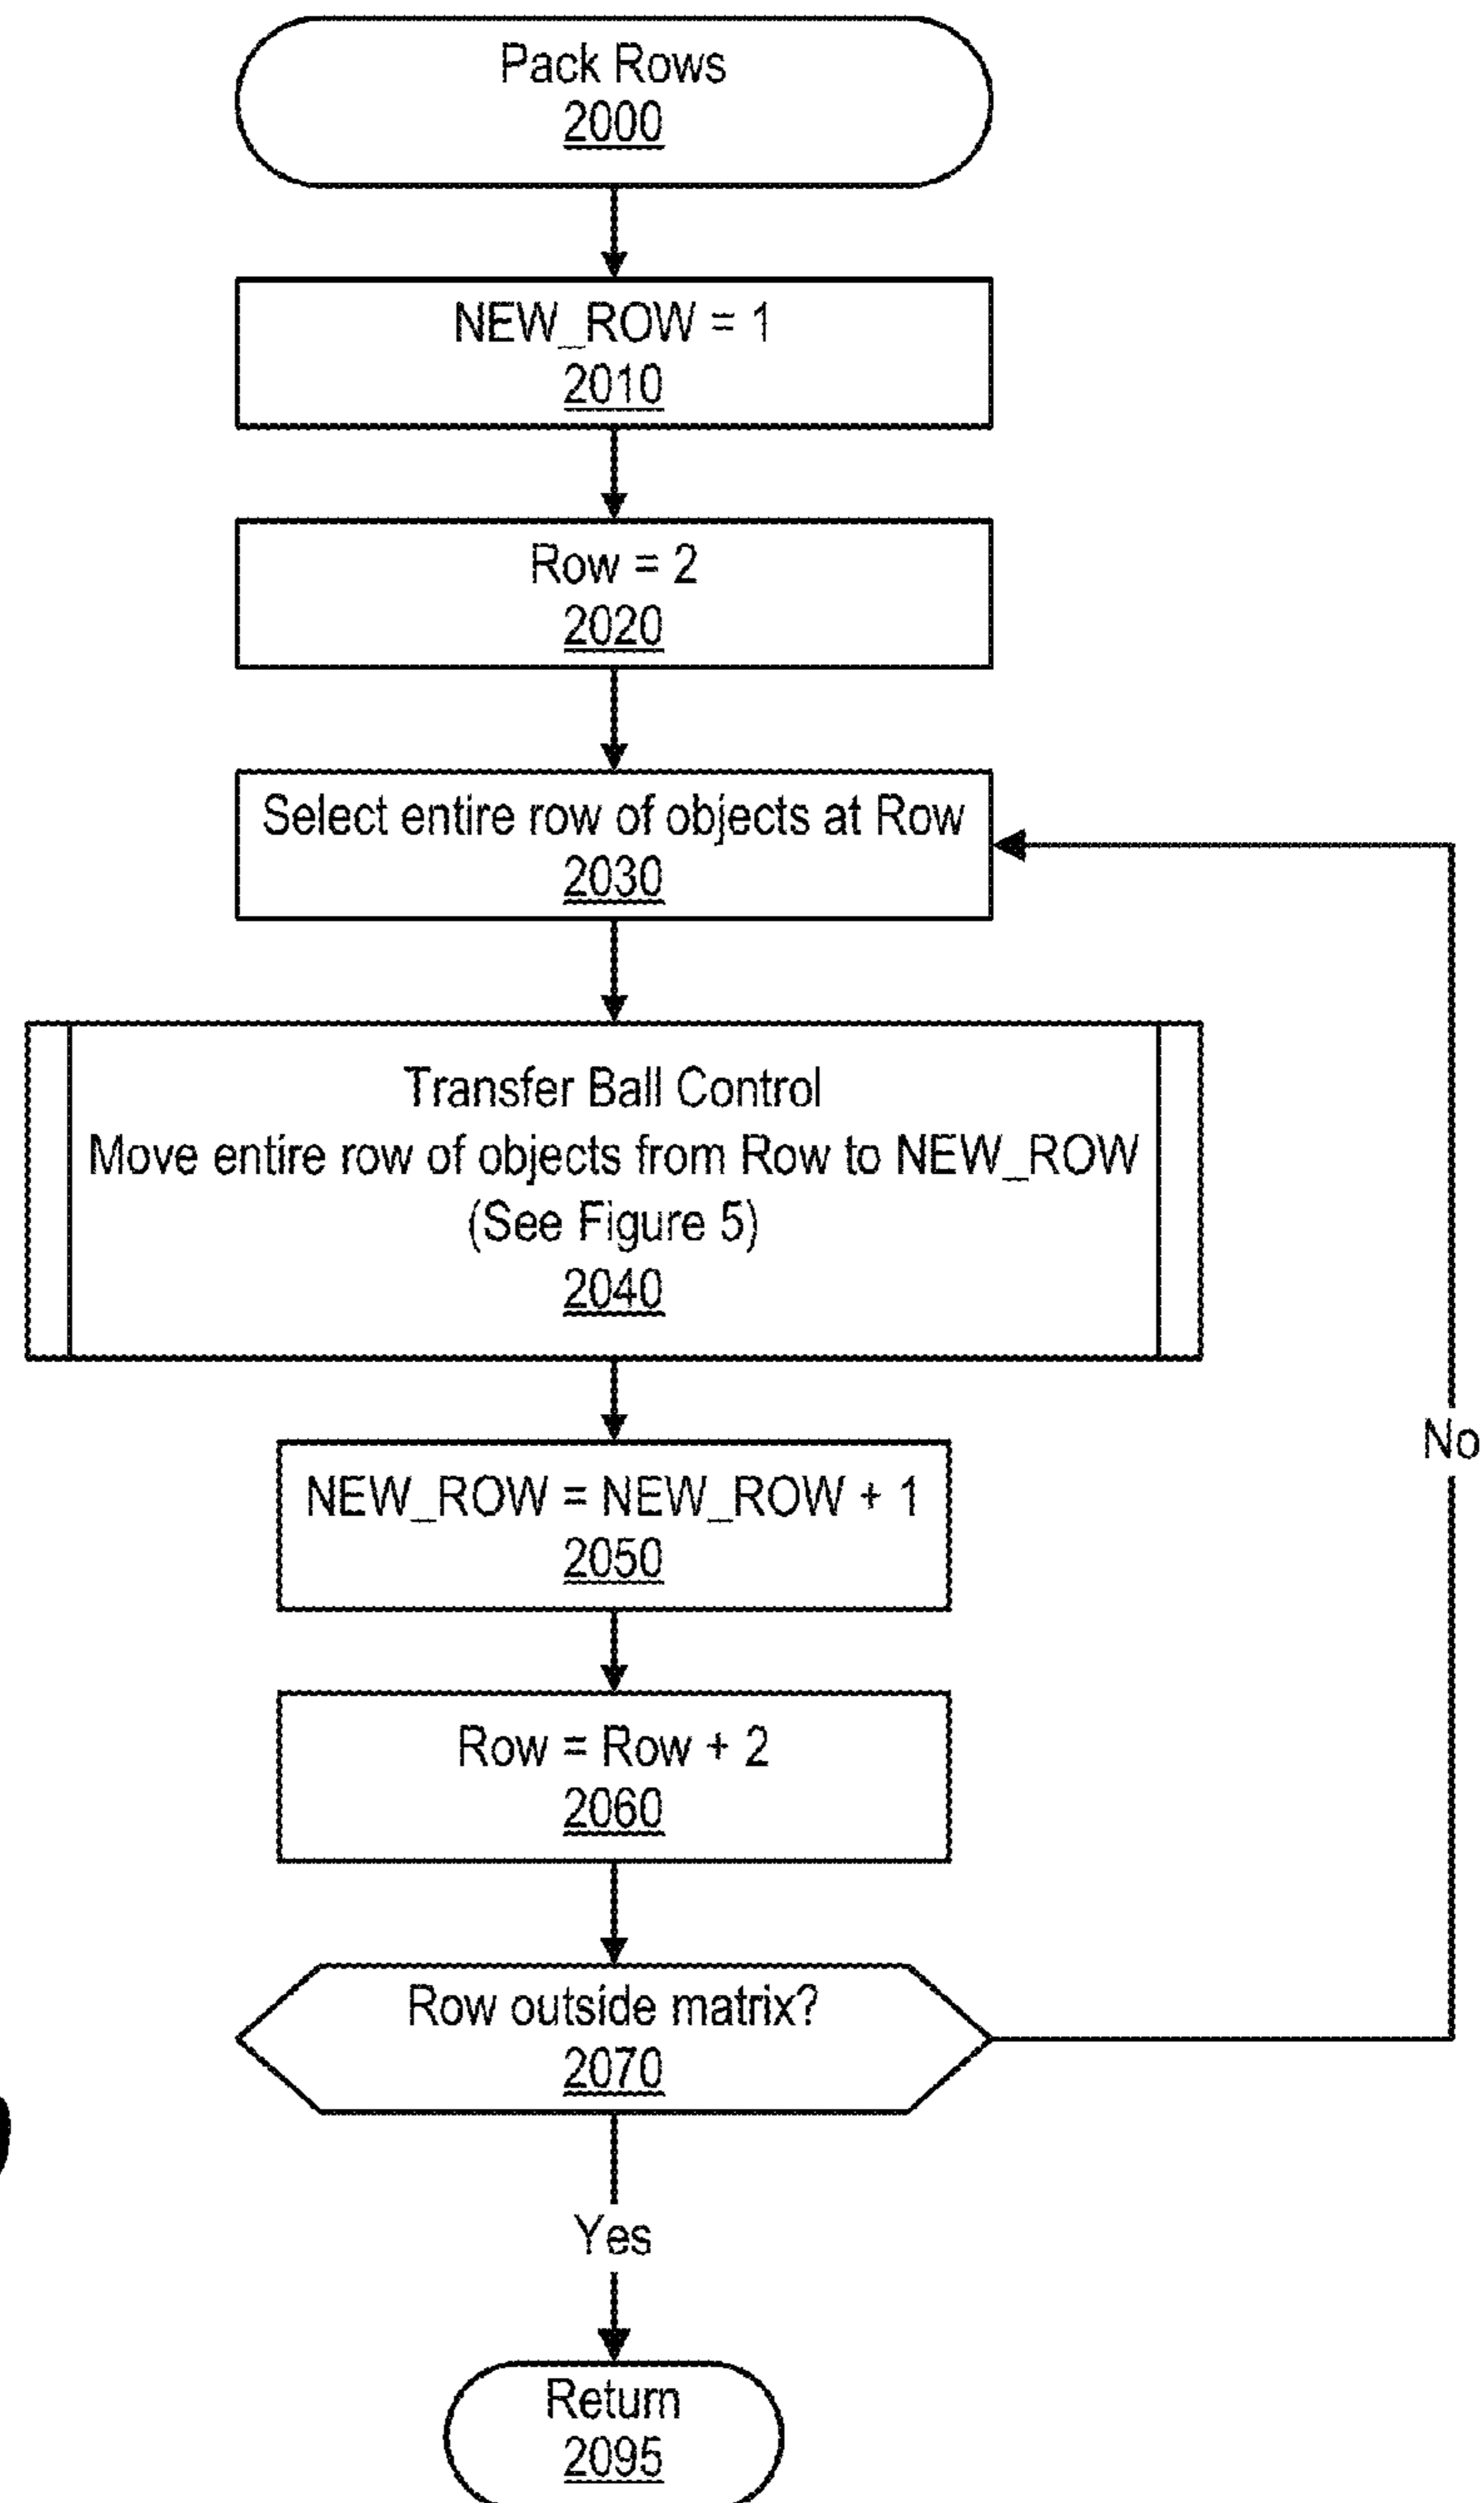 Pack Rows
2000
NEW_ROW = 1
2010
Row = 2
2020
Select entire row of objects at Row
2030
Transfer Ball Control
Move entire row of objects from Row to NEW_ROW
(See Figure 5)
2040
NEW_ROW = NEW_ROW + 1
2050
Row = Row + 2
2060
Row outside matrix?
2070
No
Yes
Return
2095